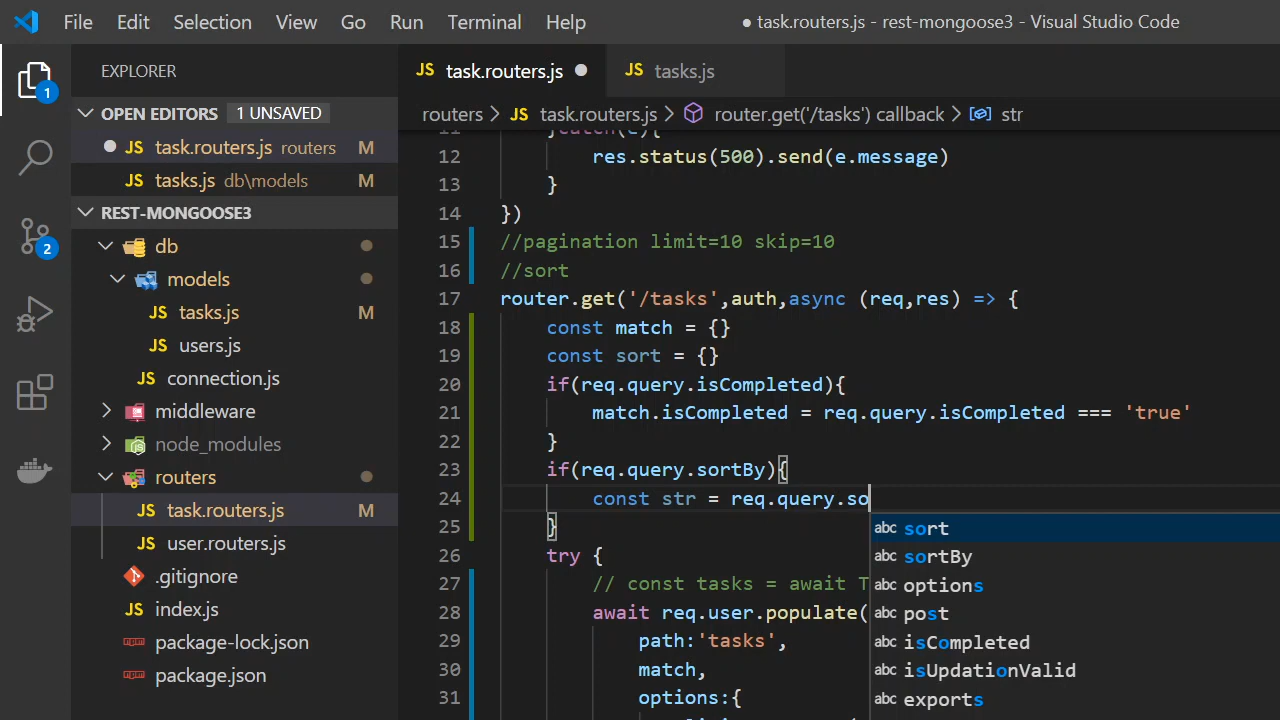 File Edit Selection View Go Run Terminal Help
● task.routers.js - rest-mongoose3 - Visual Studio Code
EXPLORER
1
OPEN EDITORS 1 UNSAVED
JS task.routers.js routers M
JS tasks.js db\models M
REST-MONGOOSE3
db
models
JS tasks.js M
JS users.js
JS connection.js
middleware
node_modules
routers
JS task.routers.js M
JS user.routers.js
.gitignore
JS index.js
package-lock.json
package.json
2
JS task.routers.js ●
JS tasks.js
routers > JS task.routers.js > router.get('/tasks') callback > str
11 }catch(e){
12 res.status(500).send(e.message)
13 }
14 })
15 //pagination limit=10 skip=10
16 //sort
17 router.get('/tasks',auth,async (req,res) => {
18 const match = {}
19 const sort = {}
20 if(req.query.isCompleted){
21 match.isCompleted = req.query.isCompleted === 'true'
22 }
23 if(req.query.sortBy){
24 const str = req.query.so
25 }
26 try {
27 // const tasks = await T
28 await req.user.populate(
29 path:'tasks',
30 match,
31 options:{
abc sort
abc sortBy
abc options
abc post
abc isCompleted
abc isUpdationValid
abc exports